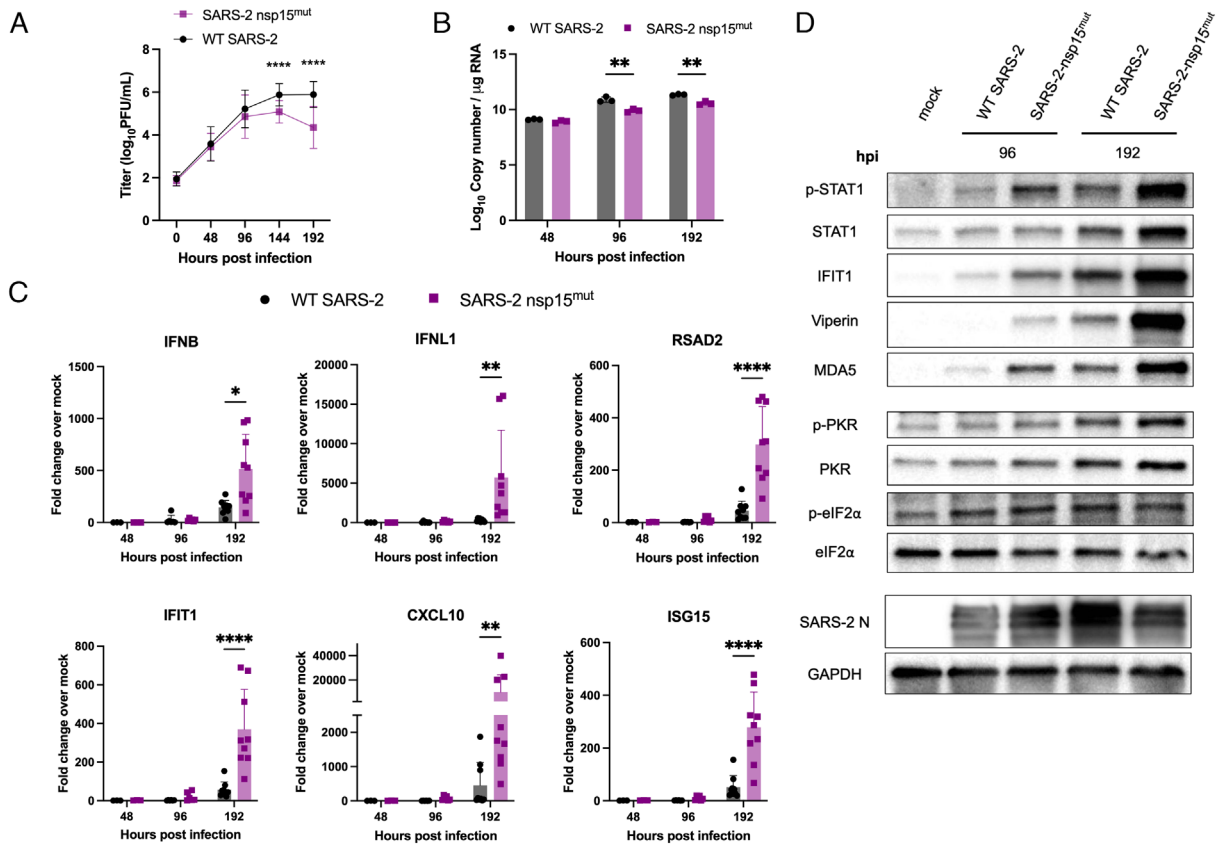 A
SARS-2 nsp15mut
WT SARS-2
Titer (log10PFU/mL)
8
6
4
2
0
**** ****
0 48 96 144 192
Hours post infection
B
WT SARS-2 SARS-2 nsp15mut
Log10 Copy number / μg RNA
15
10
5
0
** **
48 96 192
Hours post infection
C
WT SARS-2 SARS-2 nsp15mut
IFNB
Fold change over mock
1500
1000
500
0
*
48 96 192
Hours post infection
IFNL1
Fold change over mock
20000
15000
10000
5000
0
**
48 96 192
Hours post infection
RSAD2
Fold change over mock
600
400
200
0
****
48 96 192
Hours post infection
IFIT1
Fold change over mock
800
600
400
200
0
****
48 96 192
Hours post infection
CXCL10
Fold change over mock
40000
20000
2000
1000
0
**
48 96 192
Hours post infection
ISG15
Fold change over mock
600
400
200
0
****
48 96 192
Hours post infection
D
mock
WT SARS-2
SARS-2-nsp15mut
WT SARS-2
SARS-2-nsp15mut
hpi 96 192
p-STAT1
STAT1
IFIT1
Viperin
MDA5
p-PKR
PKR
p-eIF2α
eIF2α
SARS-2 N
GAPDH